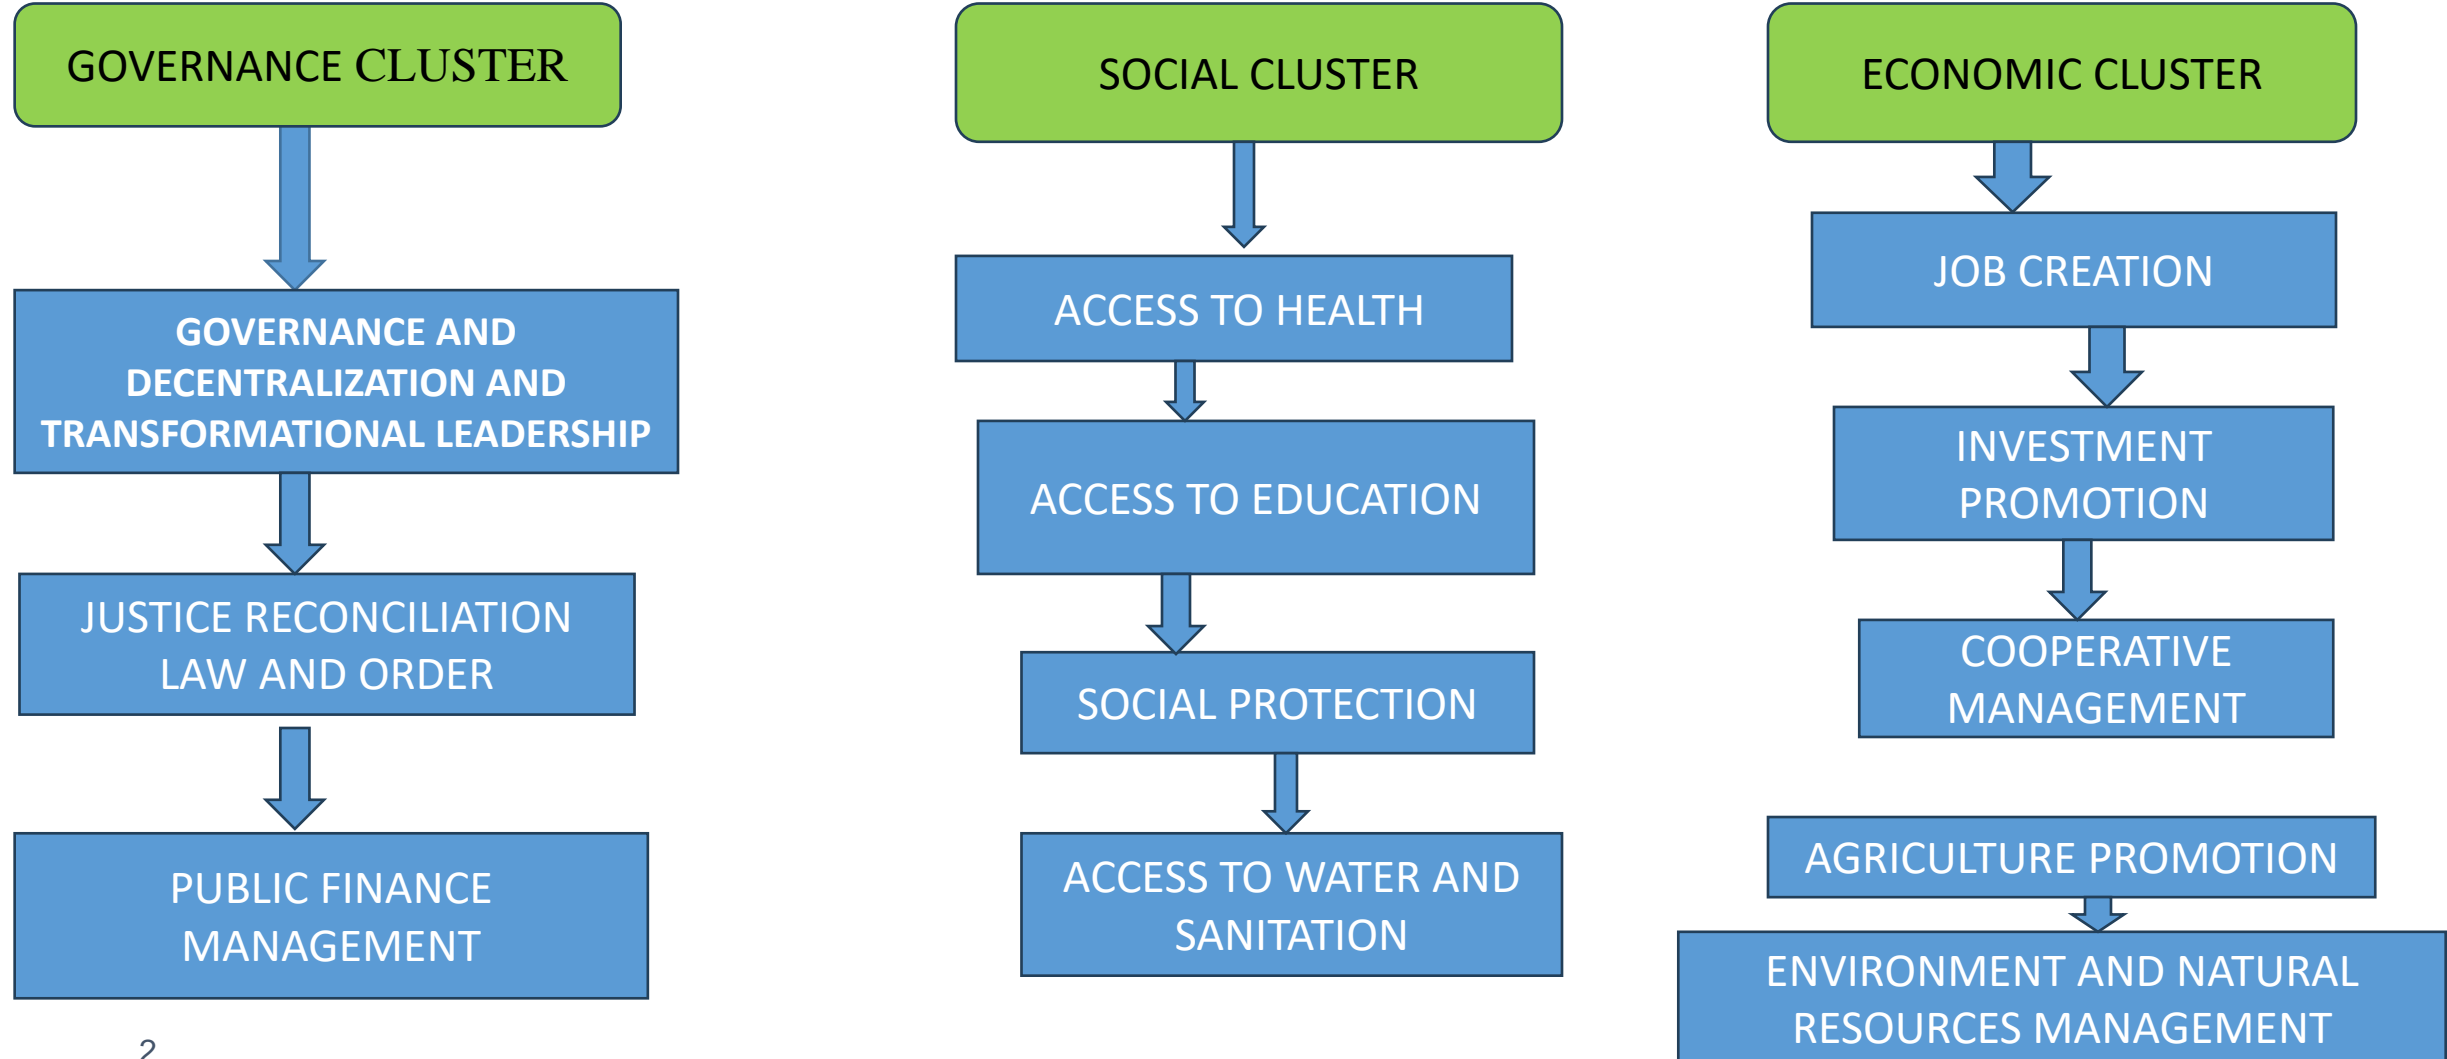 GOVERNANCE CLUSTER
GOVERNANCE AND
DECENTRALIZATION AND
TRANSFORMATIONAL LEADERSHIP
JUSTICE RECONCILIATION
LAW AND ORDER
PUBLIC FINANCE
MANAGEMENT
SOCIAL CLUSTER
ACCESS TO HEALTH
ACCESS TO EDUCATION
SOCIAL PROTECTION
ACCESS TO WATER AND
SANITATION
ECONOMIC CLUSTER
JOB CREATION
INVESTMENT
PROMOTION
COOPERATIVE
MANAGEMENT
AGRICULTURE PROMOTION
ENVIRONMENT AND NATURAL
RESOURCES MANAGEMENT
2